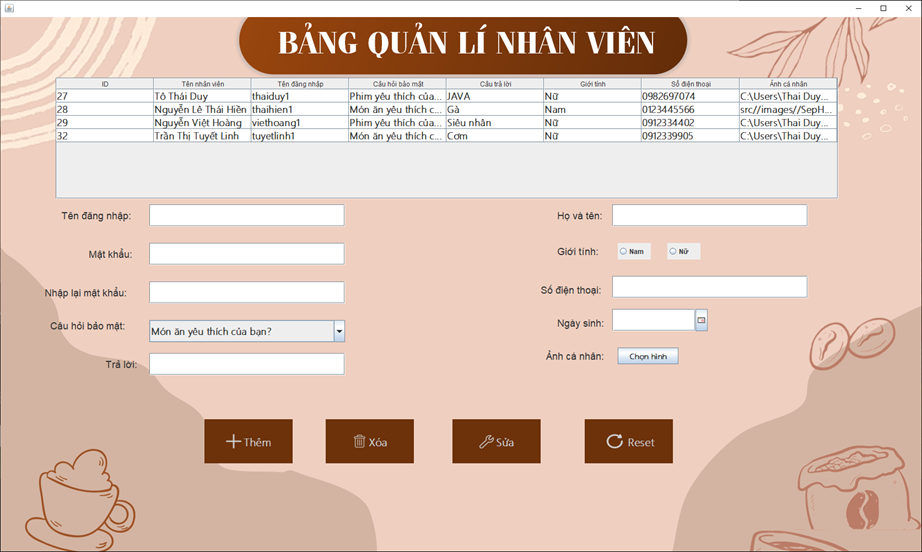 BẢNG QUẢN LÍ NHÂN VIÊN
ID Tên nhân viên Tên đăng nhập Câu hỏi bảo mật Câu trả lời Giới tính Số điện thoại Ảnh cá nhân
27 Tô Thái Duy thaiduy1 Phim yêu thích của... JAVA Nữ 0982697074 C:\Users\Thai Duy...
28 Nguyễn Lê Thái Hiền thaihien1 Món ăn yêu thích c... Gà Nam 0123445566 src//images//SepH...
29 Nguyễn Việt Hoàng viethoang1 Phim yêu thích của... Siêu nhân Nữ 0912334402 C:\Users\Thai Duy...
32 Trần Thị Tuyết Linh tuyetlinh1 Món ăn yêu thích c... Cơm Nữ 0912339905 C:\Users\Thai Duy...
Tên đăng nhập: Họ và tên:
Mật khẩu: Giới tính: Nam Nữ
Nhập lại mật khẩu: Số điện thoại:
Câu hỏi bảo mật: Món ăn yêu thích của bạn? Ngày sinh:
Trả lời: Ảnh cá nhân: Chọn hình
Thêm Xóa Sửa Reset